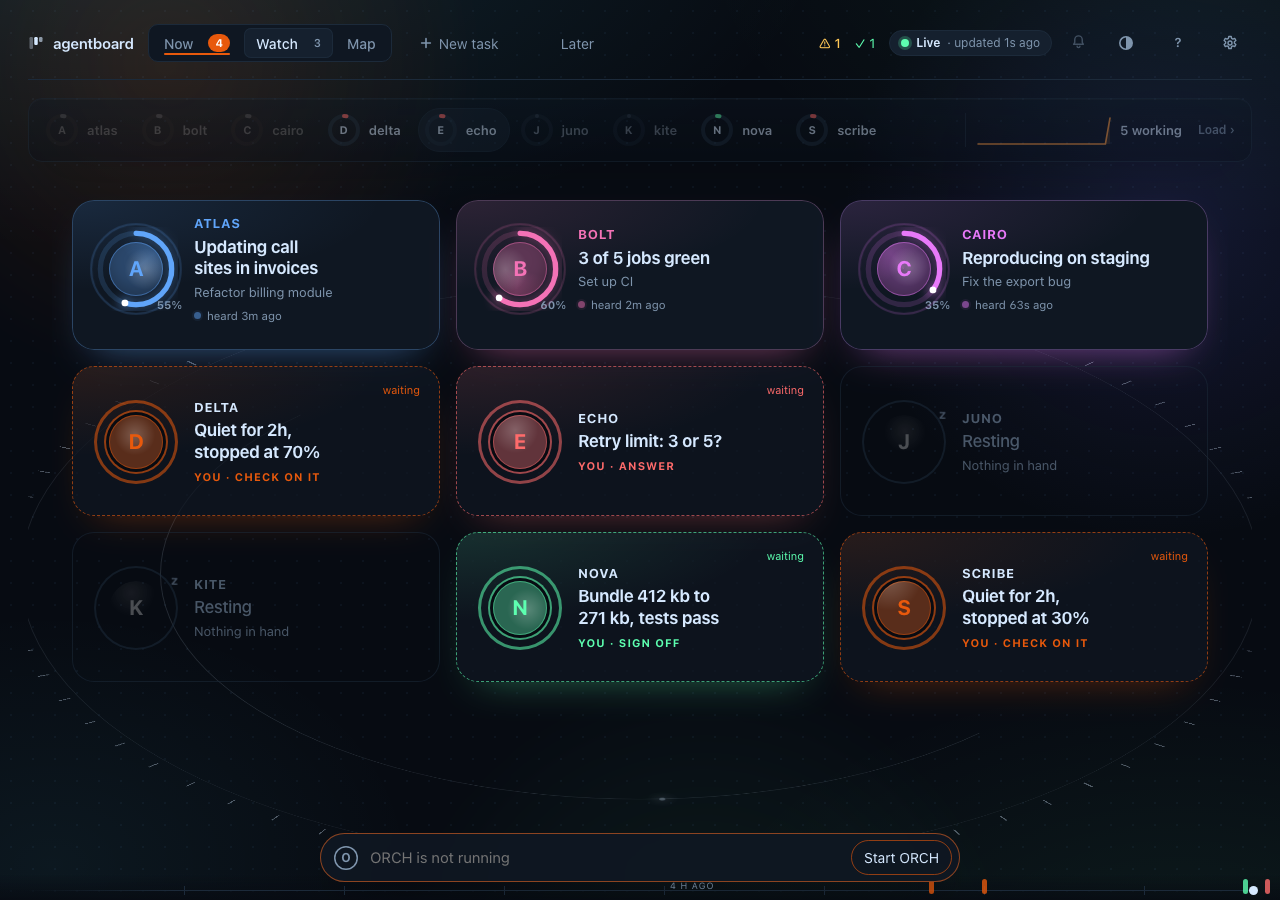 agentboard
Now 4
Watch 3
Map
+ New task
Later
1
1
Live · updated 1s ago
?
A atlas
B bolt
C cairo
D delta
E echo
J juno
K kite
N nova
S scribe
5 working
Load ›
A
55%
ATLAS
Updating call
sites in invoices
Refactor billing module
heard 3m ago
B
60%
BOLT
3 of 5 jobs green
Set up CI
heard 2m ago
C
35%
CAIRO
Reproducing on staging
Fix the export bug
heard 63s ago
waiting
D
DELTA
Quiet for 2h,
stopped at 70%
YOU · CHECK ON IT
waiting
E
ECHO
Retry limit: 3 or 5?
YOU · ANSWER
J
z
JUNO
Resting
Nothing in hand
K
z
KITE
Resting
Nothing in hand
waiting
N
NOVA
Bundle 412 kb to
271 kb, tests pass
YOU · SIGN OFF
waiting
S
SCRIBE
Quiet for 2h,
stopped at 30%
YOU · CHECK ON IT
O
ORCH is not running
Start ORCH
4 H AGO